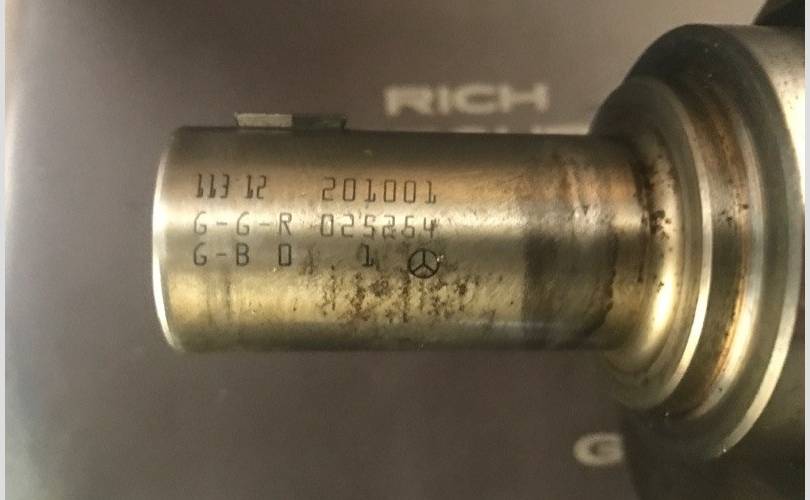 RICH
113 12 201001
G-G-R 025264
G-B 0 1
G